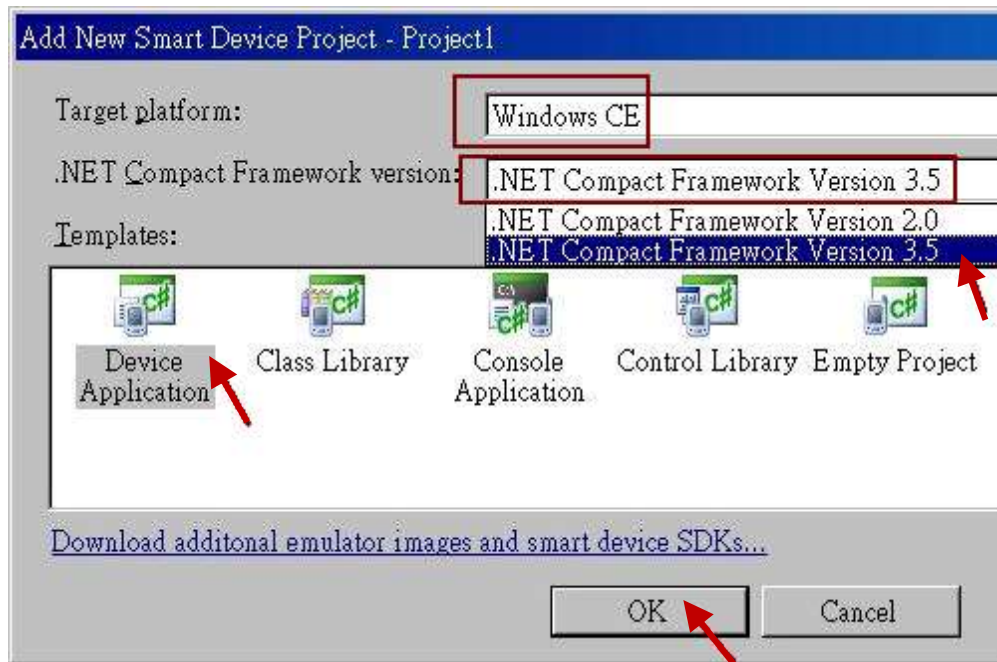 Add New Smart Device Project - Project1
Target platform:
Windows CE
.NET Compact Framework version:
.NET Compact Framework Version 3.5
.NET Compact Framework Version 2.0
.NET Compact Framework Version 3.5
Templates:
Device Application
Class Library
Console Application
Control Library
Empty Project
Download additonal emulator images and smart device SDKs...
OK
Cancel